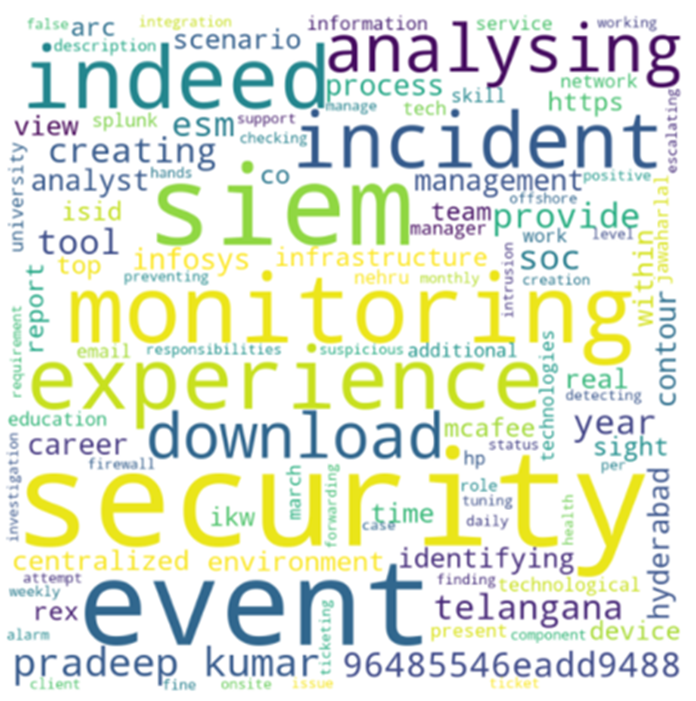 false arc integration information service working
description scenario analysing
indeed process network
manage tech skill https
view splunk esm support incident escalating
creating checking
university analyst hands siem co management positive
isid offshore jawaharlal
tool team manager provide
top infosys infrastructure work level
soc within
preventing nehru monthly intrusion creation
report monitoring contour
requirement email responsibilities suspicious additional technologies
experience real
detecting
education download mcafee year
career status sight
investigation firewall hp per
security march forwarding role
ikw case time tuning health hyderabad
daily
centralized environment identifying
attempt finding technological
weekly event telangana
rex
alarm ticketing present component device
pradeep kumar 96485546eadd9488
client fine onsite issue ticket